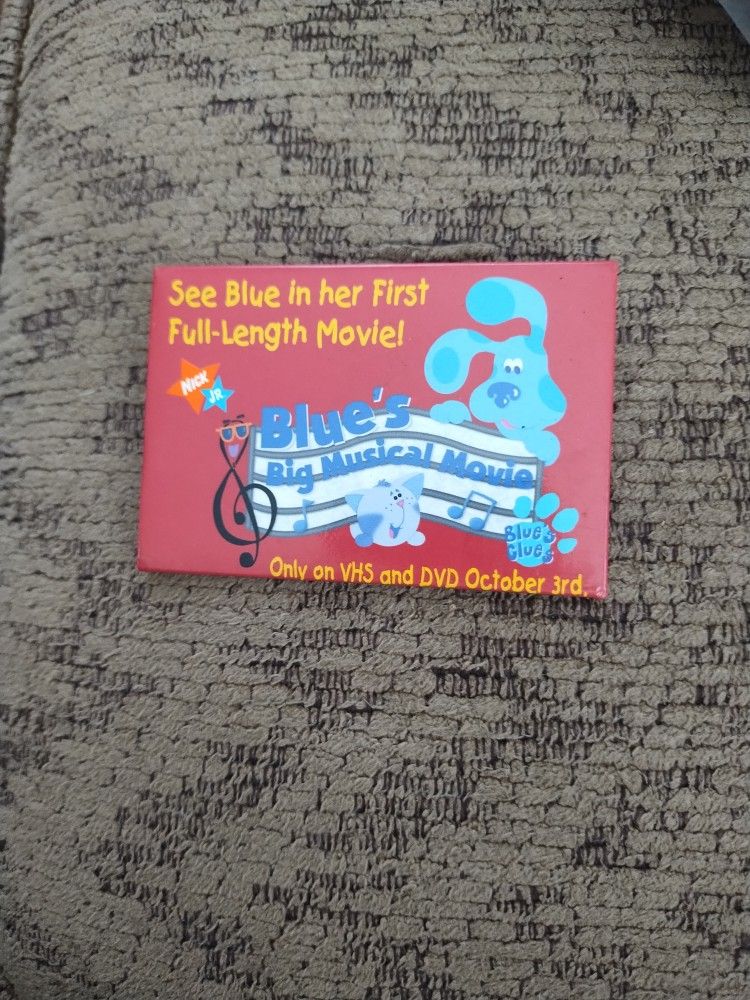 See Blue in her First
Full-Length Movie!
NICK
JR
Blue's
Big Musical Movie
Blue's
Clues
Only on VHS and DVD October 3rd.